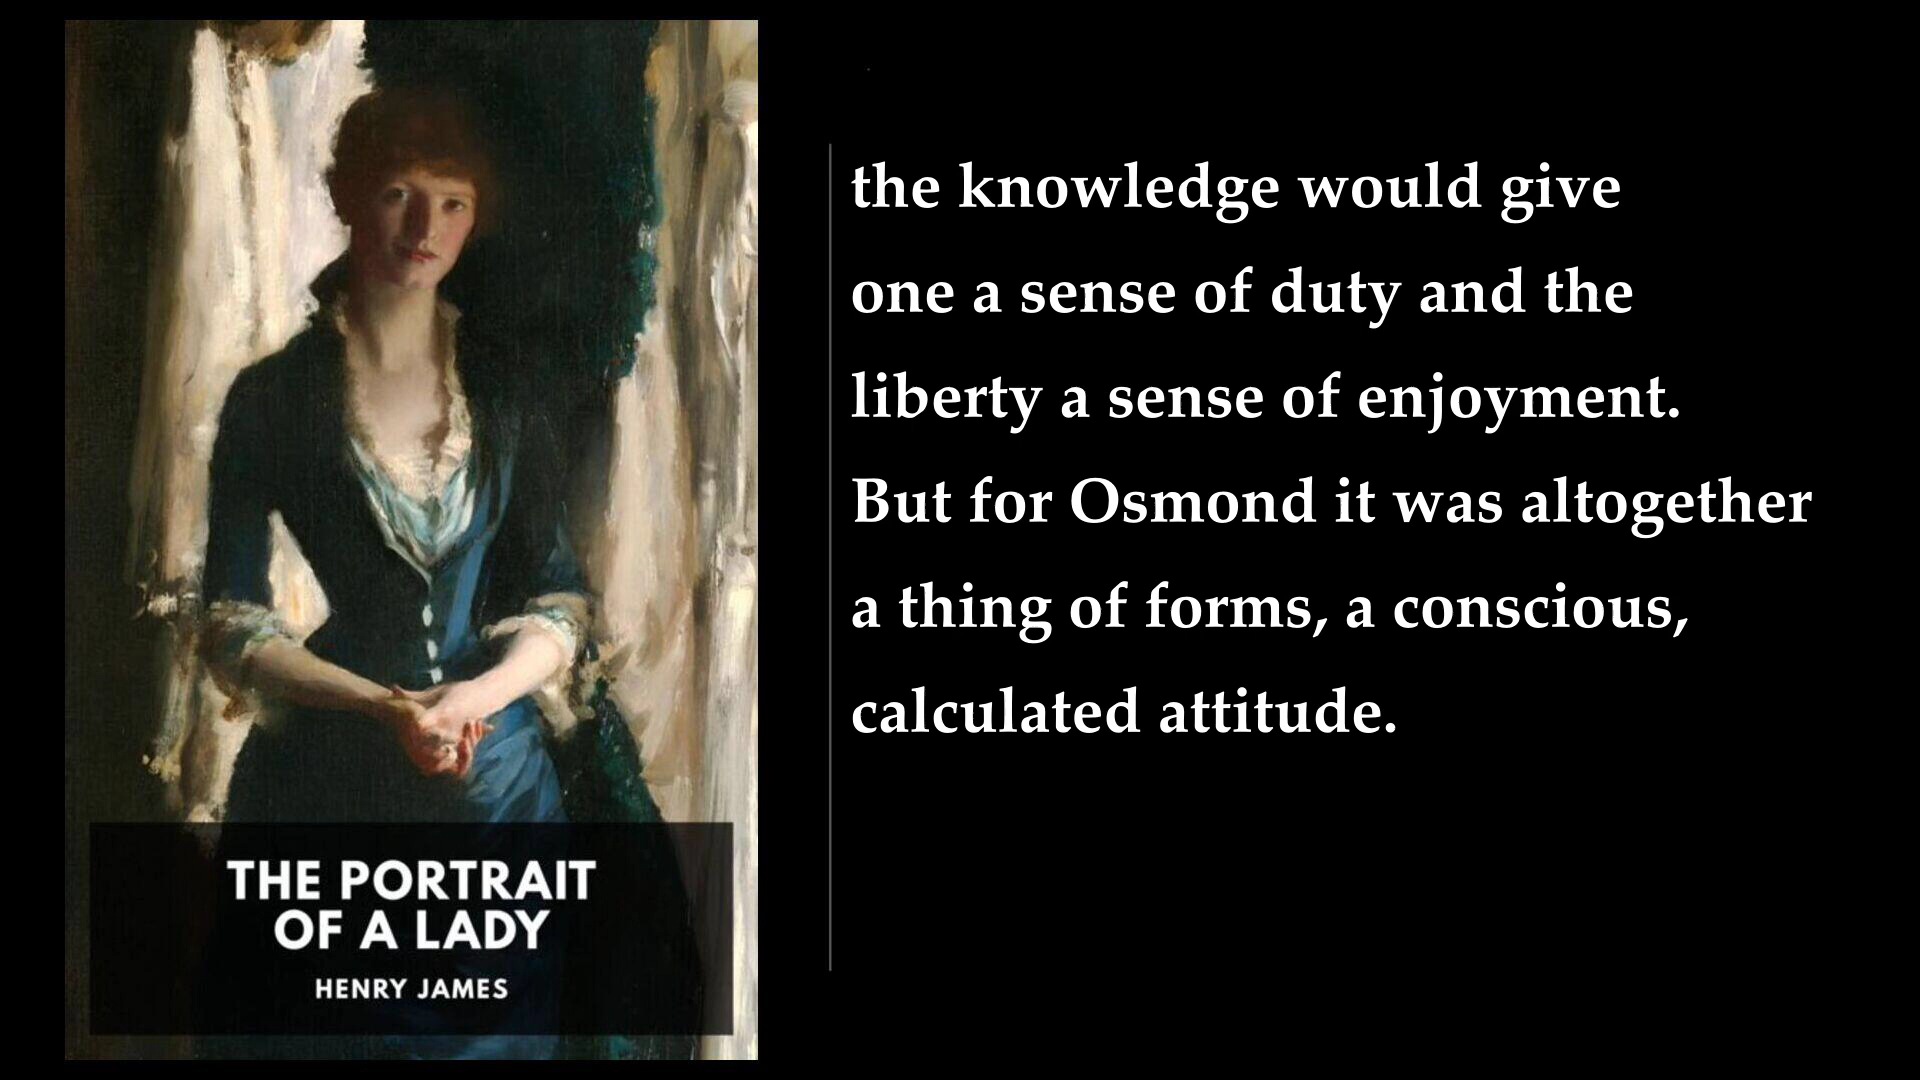 the knowledge would give
one a sense of duty and the
liberty a sense of enjoyment.
But for Osmond it was altogether
a thing of forms, a conscious,
calculated attitude.
THE PORTRAIT
OF A LADY
HENRY JAMES